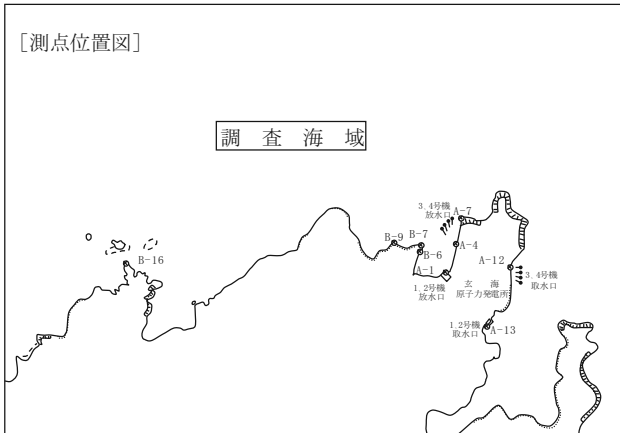 ［測点位置図］
調査海域
3．4号機
放水口
A-7
B-9
B-7
A-4
B-6
B-16
A-1
A-12
玄海
原子力発電所
3．4号機
取水口
1．2号機
放水口
1．2号機
取水口
A-13